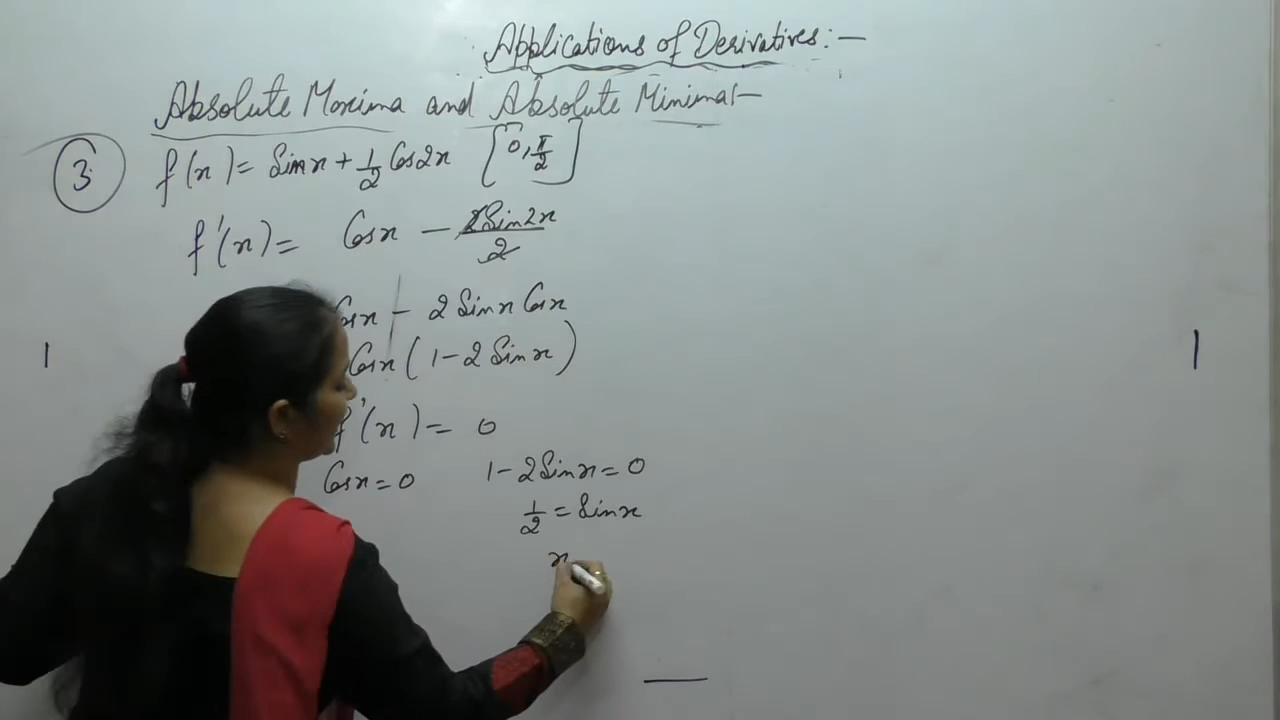 Applications of Derivatives:-
Absolute Maxima and Absolute Minima:-
3. f(x) = Sinx + 1/2 Cos2x [0, π/2]
f'(x) = Cosx - 2Sin2x/2
Cosx - 2 Sinx Cosx
Cosx (1 - 2 Sinx)
f'(x) = 0
Cosx = 0 1 - 2Sinx = 0
1/2 = Sinx
x